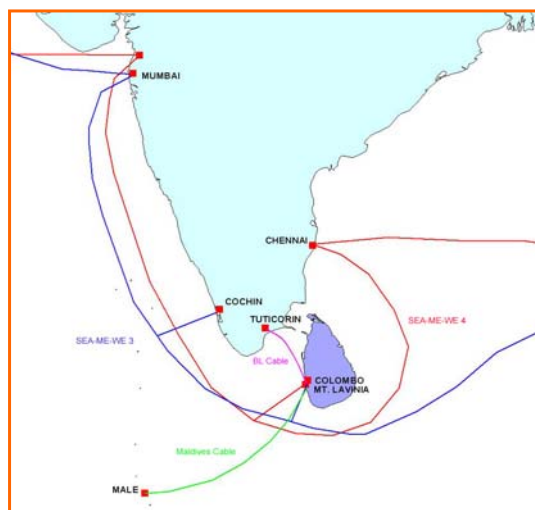 MUMBAI
CHENNAI
COCHIN
TUTICORIN
SEA-ME-WE 4
SEA-ME-WE 3
BL Cable
COLOMBO
MT. LAVINIA
Maldives Cable
MALE